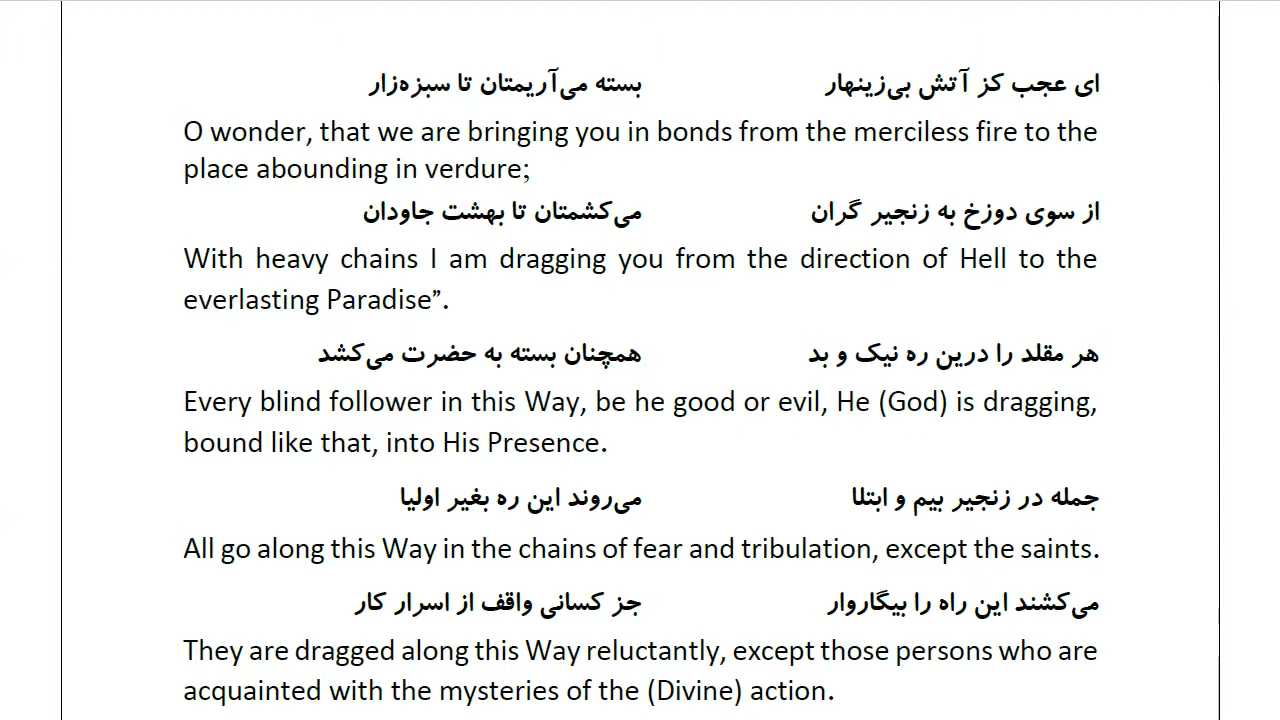 ای عجب کز آتش بی‌زینهار بسته می‌آریمتان تا سبزه‌زار
O wonder, that we are bringing you in bonds from the merciless fire to the
place abounding in verdure;
از سوی دوزخ به زنجیر گران می‌کشمتان تا بهشت جاودان
With heavy chains I am dragging you from the direction of Hell to the
everlasting Paradise”.
هر مقلد را درین ره نیک و بد همچنان بسته به حضرت می‌کشد
Every blind follower in this Way, be he good or evil, He (God) is dragging,
bound like that, into His Presence.
جمله در زنجیر بیم و ابتلا می‌روند این ره بغیر اولیا
All go along this Way in the chains of fear and tribulation, except the saints.
می‌کشند این راه را بیگاروار جز کسانی واقف از اسرار کار
They are dragged along this Way reluctantly, except those persons who are
acquainted with the mysteries of the (Divine) action.